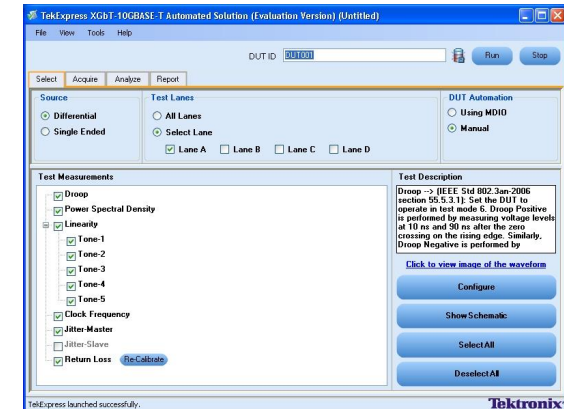 TekExpress XGbT-10GBASE-T Automated Solution (Evaluation Version) (Untitled)
File View Tools Help
DUT ID DUT001 Run Stop
Select Acquire Analyze Report
Source Test Lanes DUT Automation
Differential All Lanes Using MDIO
Single Ended Select Lane Manual
Lane A Lane B Lane C Lane D
Test Measurements Test Description
Droop
Power Spectral Density
Linearity
Tone-1
Tone-2
Tone-3
Tone-4
Tone-5
Clock Frequency
Jitter-Master
Jitter-Slave
Return Loss Re-Calibrate
Droop --> (IEEE Std 802.3an-2006
section 55.5.3.1): Set the DUT to
operate in test mode 6. Droop Positive
is performed by measuring voltage levels
at 10 ns and 90 ns after the zero
crossing on the rising edge. Similarly,
Droop Negative is performed by
Click to view image of the waveform
Configure
Show Schematic
Select All
Deselect All
TekExpress launched successfully. Tektronix